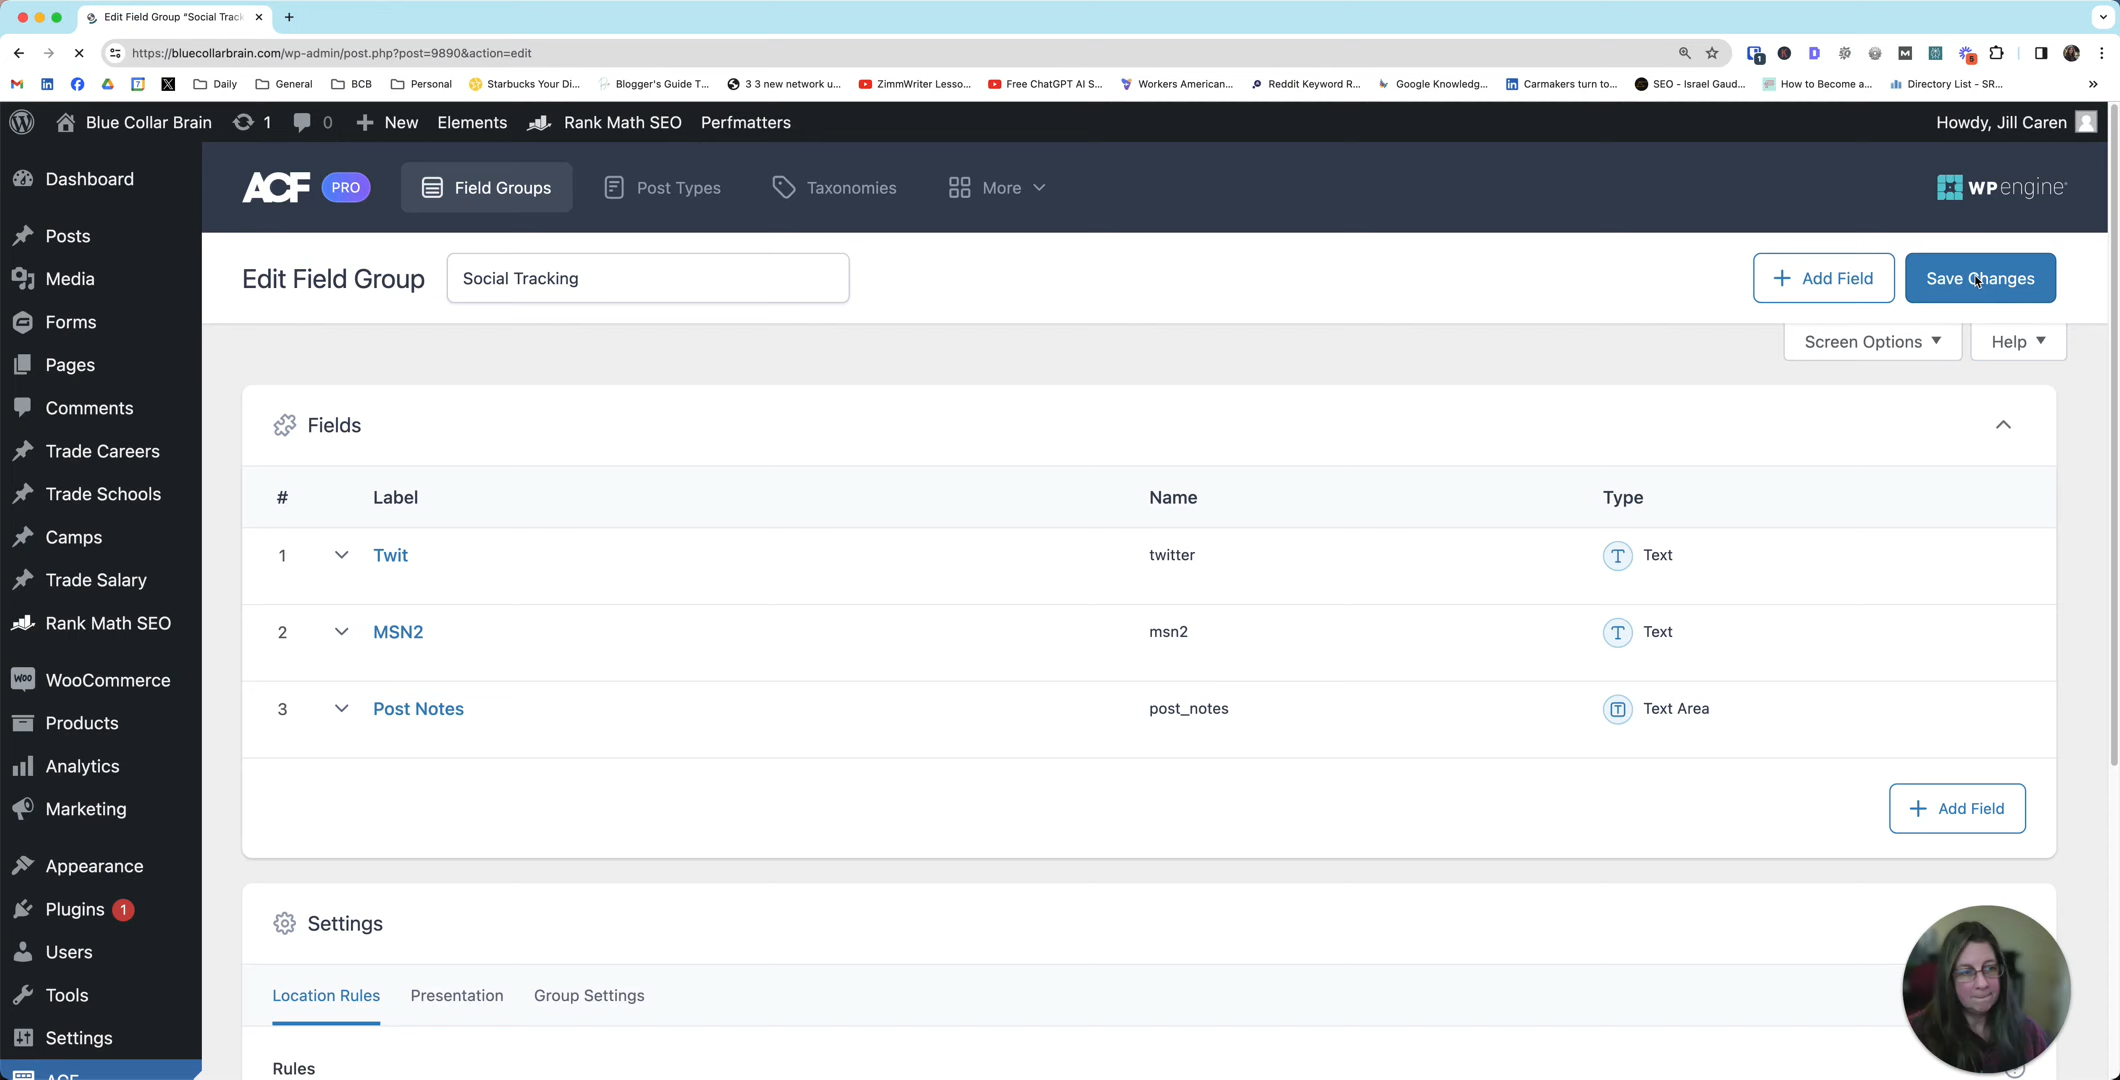 Edit Field Group "Social Track
https://bluecollarbrain.com/wp-admin/post.php?post=9890&action=edit
Daily
General
BCB
Personal
Starbucks Your Di...
Blogger's Guide T...
3 3 new network u...
ZimmWriter Lesso...
Free ChatGPT AI S...
Workers American...
Reddit Keyword R...
Google Knowledg...
Carmakers turn to...
SEO - Israel Gaud...
How to Become a...
Directory List - SR...
Blue Collar Brain
1
0
New
Elements
Rank Math SEO
Perfmatters
Howdy, Jill Caren
Dashboard
Posts
Media
Forms
Pages
Comments
Trade Careers
Trade Schools
Camps
Trade Salary
Rank Math SEO
WooCommerce
Products
Analytics
Marketing
Appearance
Plugins 1
Users
Tools
Settings
ACF
ACF PRO
Field Groups
Post Types
Taxonomies
More
WP engine
Edit Field Group
Social Tracking
+ Add Field
Save Changes
Screen Options
Help
Fields
# Label Name Type
1 Twit twitter Text
2 MSN2 msn2 Text
3 Post Notes post_notes Text Area
+ Add Field
Settings
Location Rules
Presentation
Group Settings
Rules